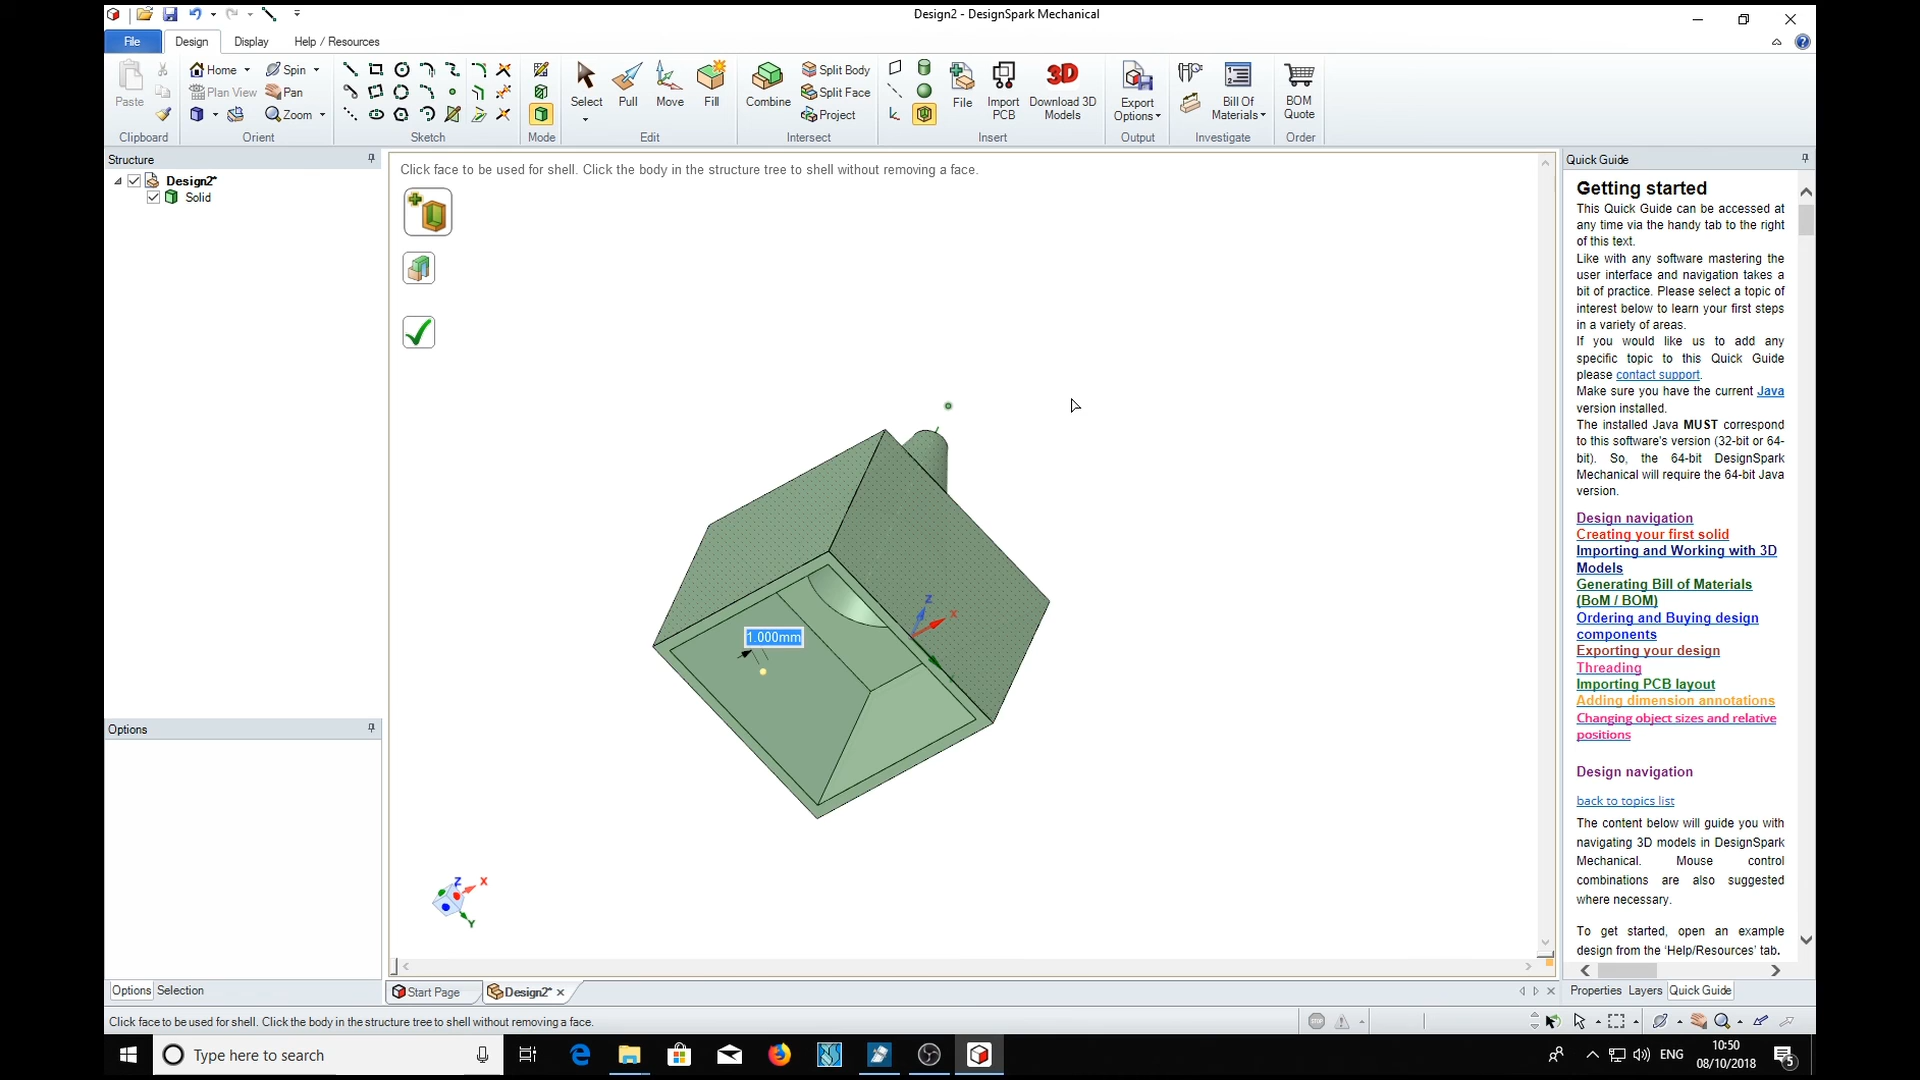 Design2 - DesignSpark Mechanical
File
Design
Display
Help / Resources
Paste
Clipboard
Home
Spin
Plan View
Pan
Zoom
Orient
Sketch
Mode
Select
Pull
Move
Fill
Edit
Combine
Split Body
Split Face
Project
Intersect
File
Import PCB
Download 3D Models
Insert
Export Options
Output
Bill Of Materials
Investigate
BOM Quote
Order
Structure
Design2*
Solid
Click face to be used for shell. Click the body in the structure tree to shell without removing a face.
1.000mm
Z
X
Z
X
Y
Options
Options
Selection
Start Page
Design2*
Quick Guide
Getting started
This Quick Guide can be accessed at
any time via the handy tab to the right
of this text.
Like with any software mastering the
user interface and navigation takes a
bit of practice. Please select a topic of
interest below to learn your first steps
in a variety of areas.
If you would like us to add any
specific topic to this Quick Guide
please contact support.
Make sure you have the current Java
version installed.
The installed Java MUST correspond
to this software's version (32-bit or 64-
bit). So, the 64-bit DesignSpark
Mechanical will require the 64-bit Java
version.
Design navigation
Creating your first solid
Importing and Working with 3D
Models
Generating Bill of Materials
(BoM / BOM)
Ordering and Buying design
components
Exporting your design
Threading
Importing PCB layout
Adding dimension annotations
Changing object sizes and relative
positions
Design navigation
back to topics list
The content below will guide you with
navigating 3D models in DesignSpark
Mechanical. Mouse control
combinations are also suggested
where necessary.
To get started, open an example
design from the 'Help/Resources' tab.
Properties
Layers
Quick Guide
Click face to be used for shell. Click the body in the structure tree to shell without removing a face.
Type here to search
ENG
10:50
08/10/2018
5